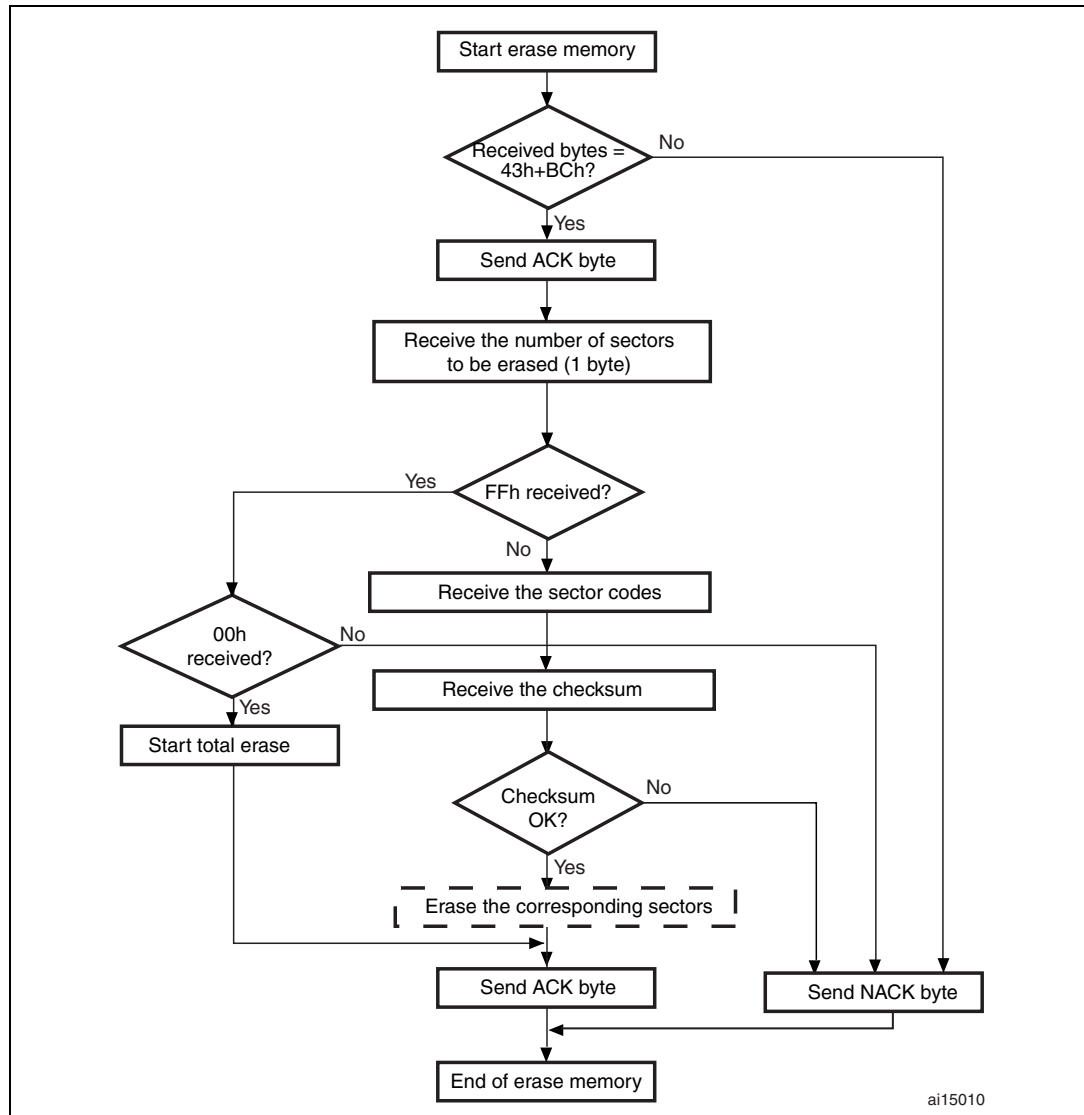 Start erase memory
Received bytes =
43h+BCh?
No
Yes
Send ACK byte
Receive the number of sectors
to be erased (1 byte)
Yes
FFh received?
No
Receive the sector codes
00h
received?
No
Receive the checksum
Yes
Start total erase
Checksum
OK?
No
Yes
Erase the corresponding sectors
Send ACK byte
Send NACK byte
End of erase memory
ai15010